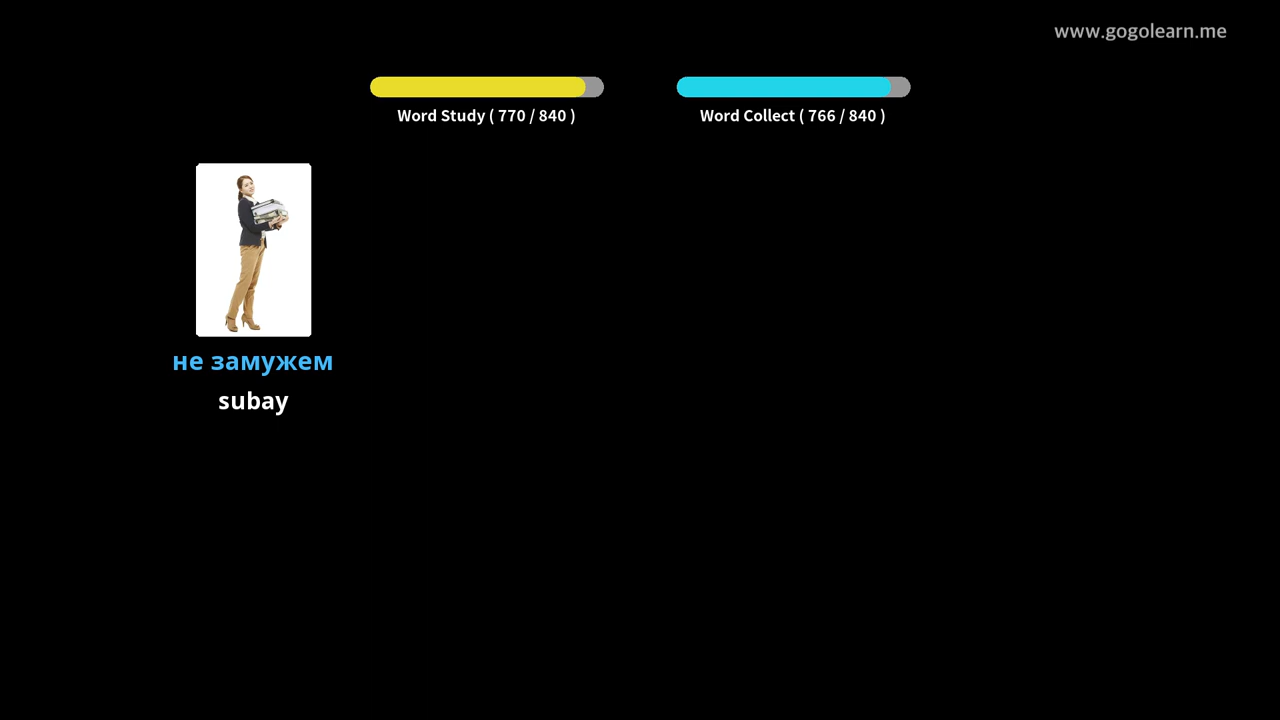 www.gogolearn.me
Word Study ( 770 / 840 )
Word Collect ( 766 / 840 )
не замужем
subay